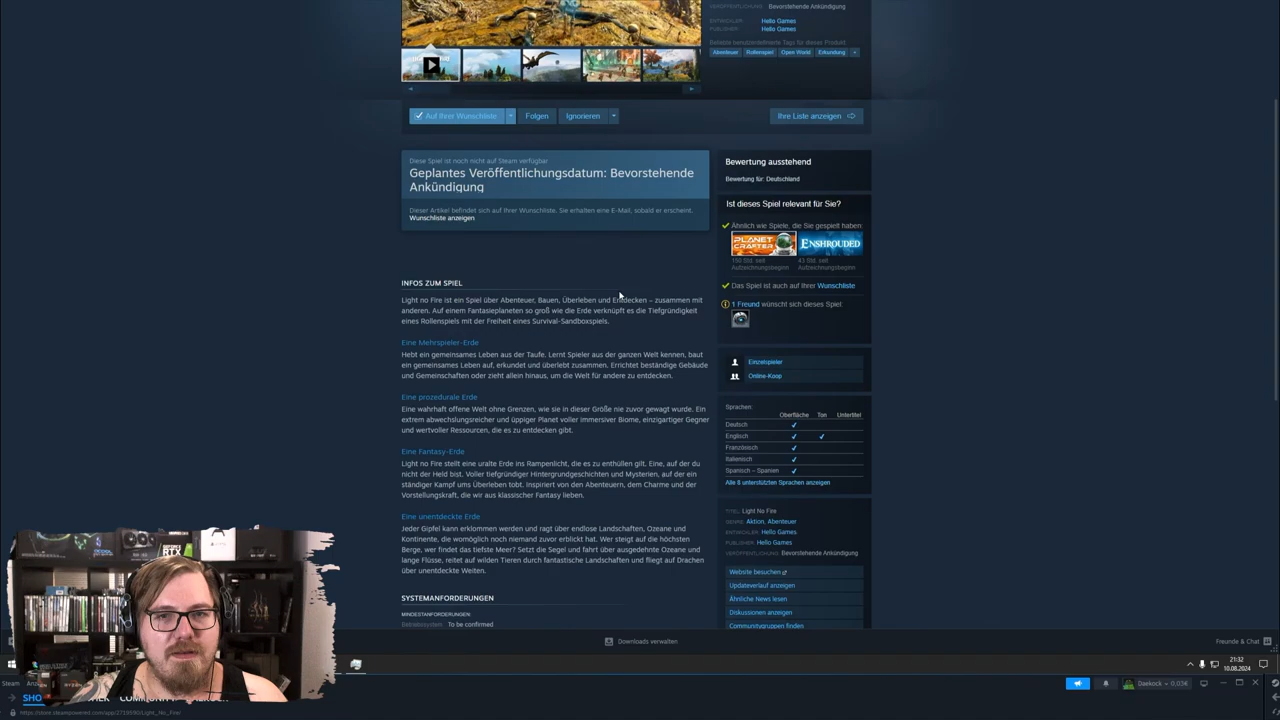 VERÖFFENTLICHUNG: Bevorstehende Ankündigung
ENTWICKLER: Hello Games
PUBLISHER: Hello Games
Beliebte benutzerdefinierte Tags für dieses Produkt
Abenteuer Rollenspiel Open World Erkundung +
Auf Ihrer Wunschliste Folgen Ignorieren Ihre Liste anzeigen
Diese Spiel ist noch nicht auf Steam verfügbar
Geplantes Veröffentlichungsdatum: Bevorstehende
Ankündigung
Dieser Artikel befindet sich auf Ihrer Wunschliste. Sie erhalten eine E-Mail, sobald er erscheint.
Wunschliste anzeigen
INFOS ZUM SPIEL
Light no Fire ist ein Spiel über Abenteuer, Bauen, Überleben und Entdecken – zusammen mit
anderen. Auf einem Fantasieplaneten so groß wie die Erde verknüpft es die Tiefgründigkeit
eines Rollenspiels mit der Freiheit eines Survival-Sandboxspiels.
Eine Mehrspieler-Erde
Hebt ein gemeinsames Leben aus der Taufe. Lernt Spieler aus der ganzen Welt kennen, baut
ein gemeinsames Leben auf, erkundet und überlebt zusammen. Errichtet beständige Gebäude
und Gemeinschaften oder zieht allein hinaus, um die Welt für andere zu entdecken.
Eine prozedurale Erde
Eine wahrhaft offene Welt ohne Grenzen, wie sie in dieser Größe nie zuvor gewagt wurde. Ein
extrem abwechslungsreicher und üppiger Planet voller immersiver Biome, einzigartiger Gegner
und wertvoller Ressourcen, die es zu entdecken gibt.
Eine Fantasy-Erde
Light no Fire stellt eine uralte Erde ins Rampenlicht, die es zu enthüllen gilt. Eine, auf der du
nicht der Held bist. Voller tiefgründiger Hintergrundgeschichten und Mysterien, auf der ein
ständiger Kampf ums Überleben tobt. Inspiriert von den Abenteuern, dem Charme und der
Vorstellungskraft, die wir aus klassischer Fantasy lieben.
Eine unentdeckte Erde
Jeder Gipfel kann erklommen werden und ragt über endlose Landschaften, Ozeane und
Kontinente, die womöglich noch niemand zuvor erblickt hat. Wer steigt auf die höchsten
Berge, wer findet das tiefste Meer? Setzt die Segel und fahrt über ausgedehnte Ozeane und
lange Flüsse, reitet auf wilden Tieren durch fantastische Landschaften und fliegt auf Drachen
über unentdeckte Weiten.
SYSTEMANFORDERUNGEN
MINDESTANFORDERUNGEN:
Betriebssystem: To be confirmed
Bewertung ausstehend
Bewertung für: Deutschland
Ist dieses Spiel relevant für Sie?
Ähnlich wie Spiele, die Sie gespielt haben:
PLANET CRAFTER ENSHROUDED
150 Std. seit 43 Std. seit
Aufzeichnungsbeginn Aufzeichnungsbeginn
Das Spiel ist auch auf Ihrer Wunschliste
1 Freund wünscht sich dieses Spiel:
Einzelspieler
Online-Koop
Sprachen:
Oberfläche Ton Untertitel
Deutsch
Englisch
Französisch
Italienisch
Spanisch – Spanien
Alle 8 unterstützten Sprachen anzeigen
TITEL: Light No Fire
GENRE: Aktion, Abenteuer
ENTWICKLER: Hello Games
PUBLISHER: Hello Games
VERÖFFENTLICHUNG: Bevorstehende Ankündigung
Website besuchen
Updateverlauf anzeigen
Ähnliche News lesen
Diskussionen anzeigen
Communitygruppen finden
Downloads verwalten
Freunde & Chat
21:32
10.08.2024
Steam
Daekock 0,03€
SHO
https://store.steampowered.com/app/2719590/Light_No_Fire/